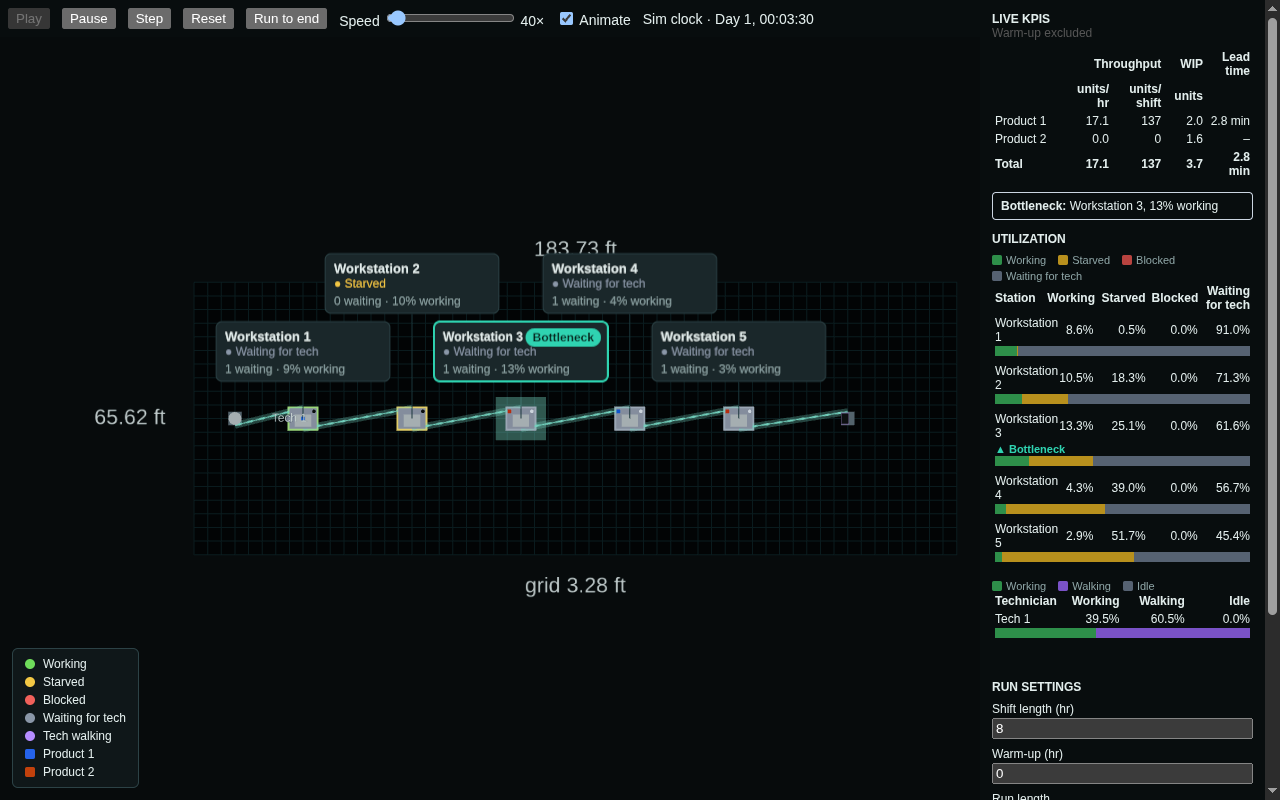 Play Pause Step Reset Run to end Speed 40× Animate Sim clock · Day 1, 00:03:30
183.73 ft
Workstation 2
Starved
0 waiting · 10% working
Workstation 4
Waiting for tech
1 waiting · 4% working
Workstation 1
Waiting for tech
1 waiting · 9% working
Workstation 3 Bottleneck
Waiting for tech
1 waiting · 13% working
Workstation 5
Waiting for tech
1 waiting · 3% working
65.62 ft
grid 3.28 ft
Working
Starved
Blocked
Waiting for tech
Tech walking
Product 1
Product 2
LIVE KPIS
Warm-up excluded
Throughput WIP Lead time
units/hr units/shift units
Product 1 17.1 137 2.0 2.8 min
Product 2 0.0 0 1.6 –
Total 17.1 137 3.7 2.8 min
Bottleneck: Workstation 3, 13% working
UTILIZATION
Working Starved Blocked
Waiting for tech
Station Working Starved Blocked Waiting for tech
Workstation 1 8.6% 0.5% 0.0% 91.0%
Workstation 2 10.5% 18.3% 0.0% 71.3%
Workstation 3 13.3% 25.1% 0.0% 61.6%
▲ Bottleneck
Workstation 4 4.3% 39.0% 0.0% 56.7%
Workstation 5 2.9% 51.7% 0.0% 45.4%
Working Walking Idle
Technician Working Walking Idle
Tech 1 39.5% 60.5% 0.0%
RUN SETTINGS
Shift length (hr)
8
Warm-up (hr)
0
Run length